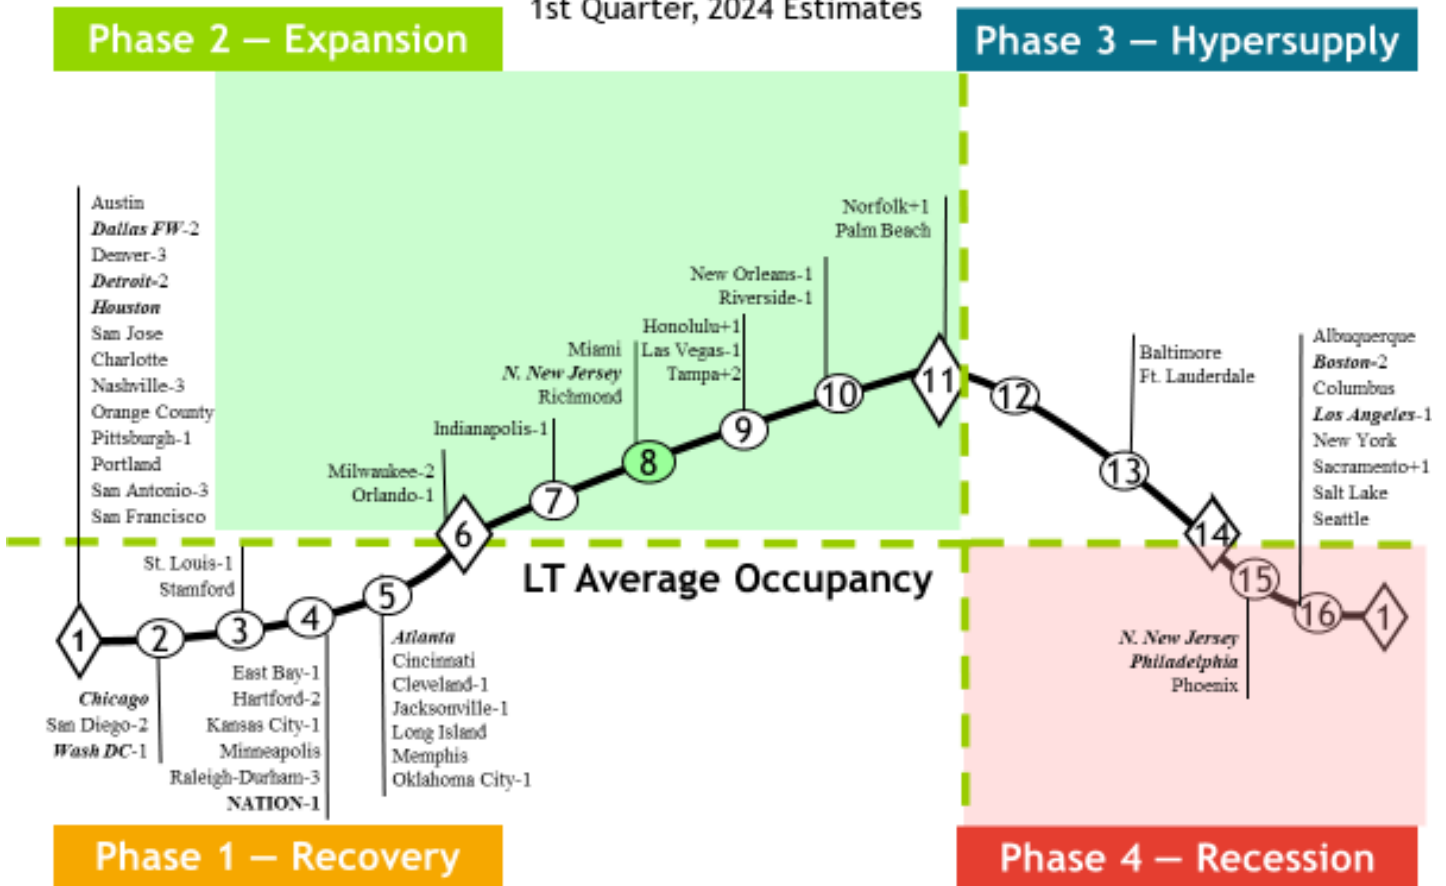 1st Quarter, 2024 Estimates
Phase 2 — Expansion
Phase 3 — Hypersupply
Austin
Dallas FW-2
Denver-3
Detroit-2
Houston
San Jose
Charlotte
Nashville-3
Orange County
Pittsburgh-1
Portland
San Antonio-3
San Francisco
St. Louis-1
Stamford
Milwaukee-2
Orlando-1
Indianapolis-1
Miami
N. New Jersey
Richmond
Honolulu+1
Las Vegas-1
Tampa+2
New Orleans-1
Riverside-1
Norfolk+1
Palm Beach
Baltimore
Ft. Lauderdale
Albuquerque
Boston-2
Columbus
Los Angeles-1
New York
Sacramento+1
Salt Lake
Seattle
1
2
3
4
5
6
7
8
9
10
11
12
13
14
15
16
1
LT Average Occupancy
Chicago
San Diego-2
Wash DC-1
East Bay-1
Hartford-2
Kansas City-1
Minneapolis
Raleigh-Durham-3
NATION-1
Atlanta
Cincinnati
Cleveland-1
Jacksonville-1
Long Island
Memphis
Oklahoma City-1
N. New Jersey
Philadelphia
Phoenix
Phase 1 — Recovery
Phase 4 — Recession